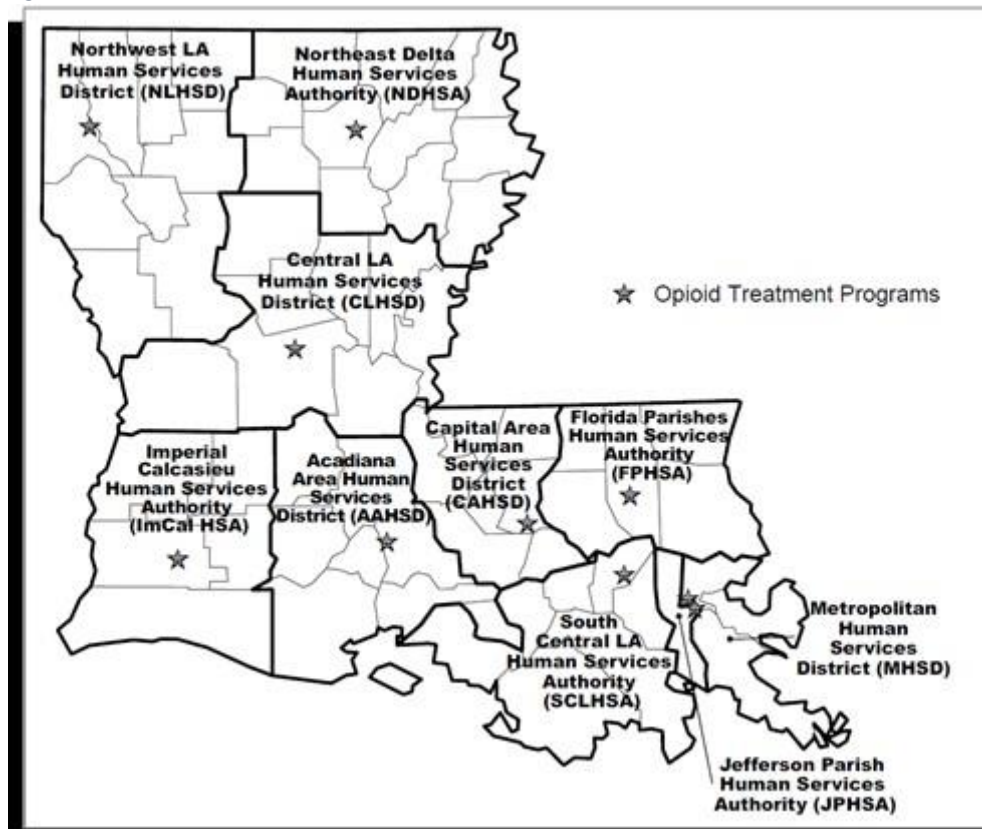 Northwest LA
Human Services
District (NLHSD)
Northeast Delta
Human Services
Authority (NDHSA)
Central LA
Human Services
District (CLHSD)
Opioid Treatment Programs
Imperial
Calcasieu
Human Services
Authority
(ImCal HSA)
Acadiana
Area Human
Services
District (AAHSD)
Capital Area
Human
Services
District
(CAHSD)
Florida Parishes
Human Services
Authority
(FPHSA)
South
Central LA
Human Services
Authority
(SCLHSA)
Metropolitan
Human
Services
District (MHSD)
Jefferson Parish
Human Services
Authority (JPHSA)